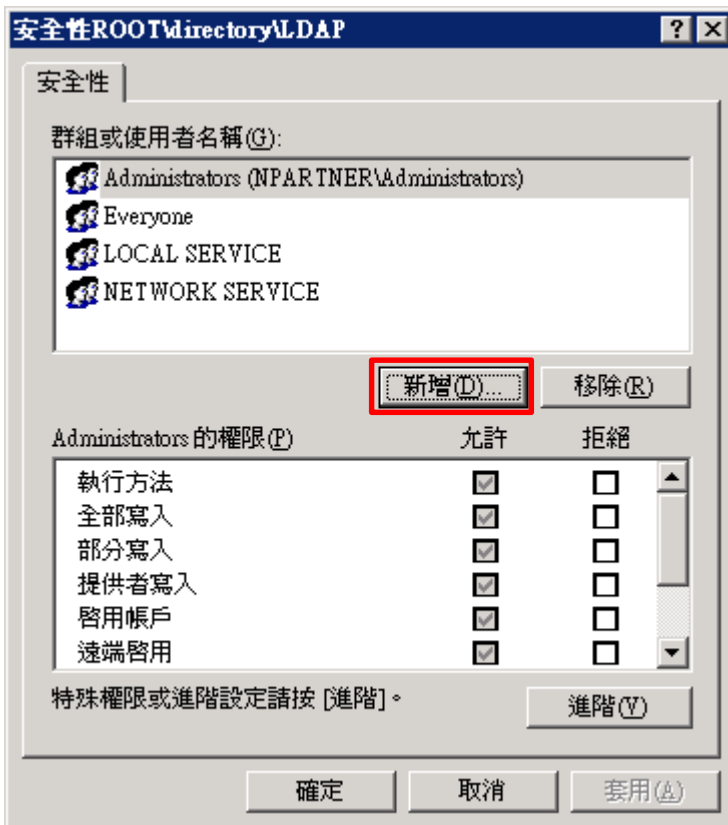 安全性ROOT\directory\LDAP
安全性
群組或使用者名稱(G):
Administrators (NPARTNER\Administrators)
Everyone
LOCAL SERVICE
NETWORK SERVICE
新增(D)... 移除(R)
Administrators 的權限(P) 允許 拒絕
執行方法
全部寫入
部分寫入
提供者寫入
啓用帳戶
遠端啓用
特殊權限或進階設定請按 [進階]。 進階(V)
確定 取消 套用(A)